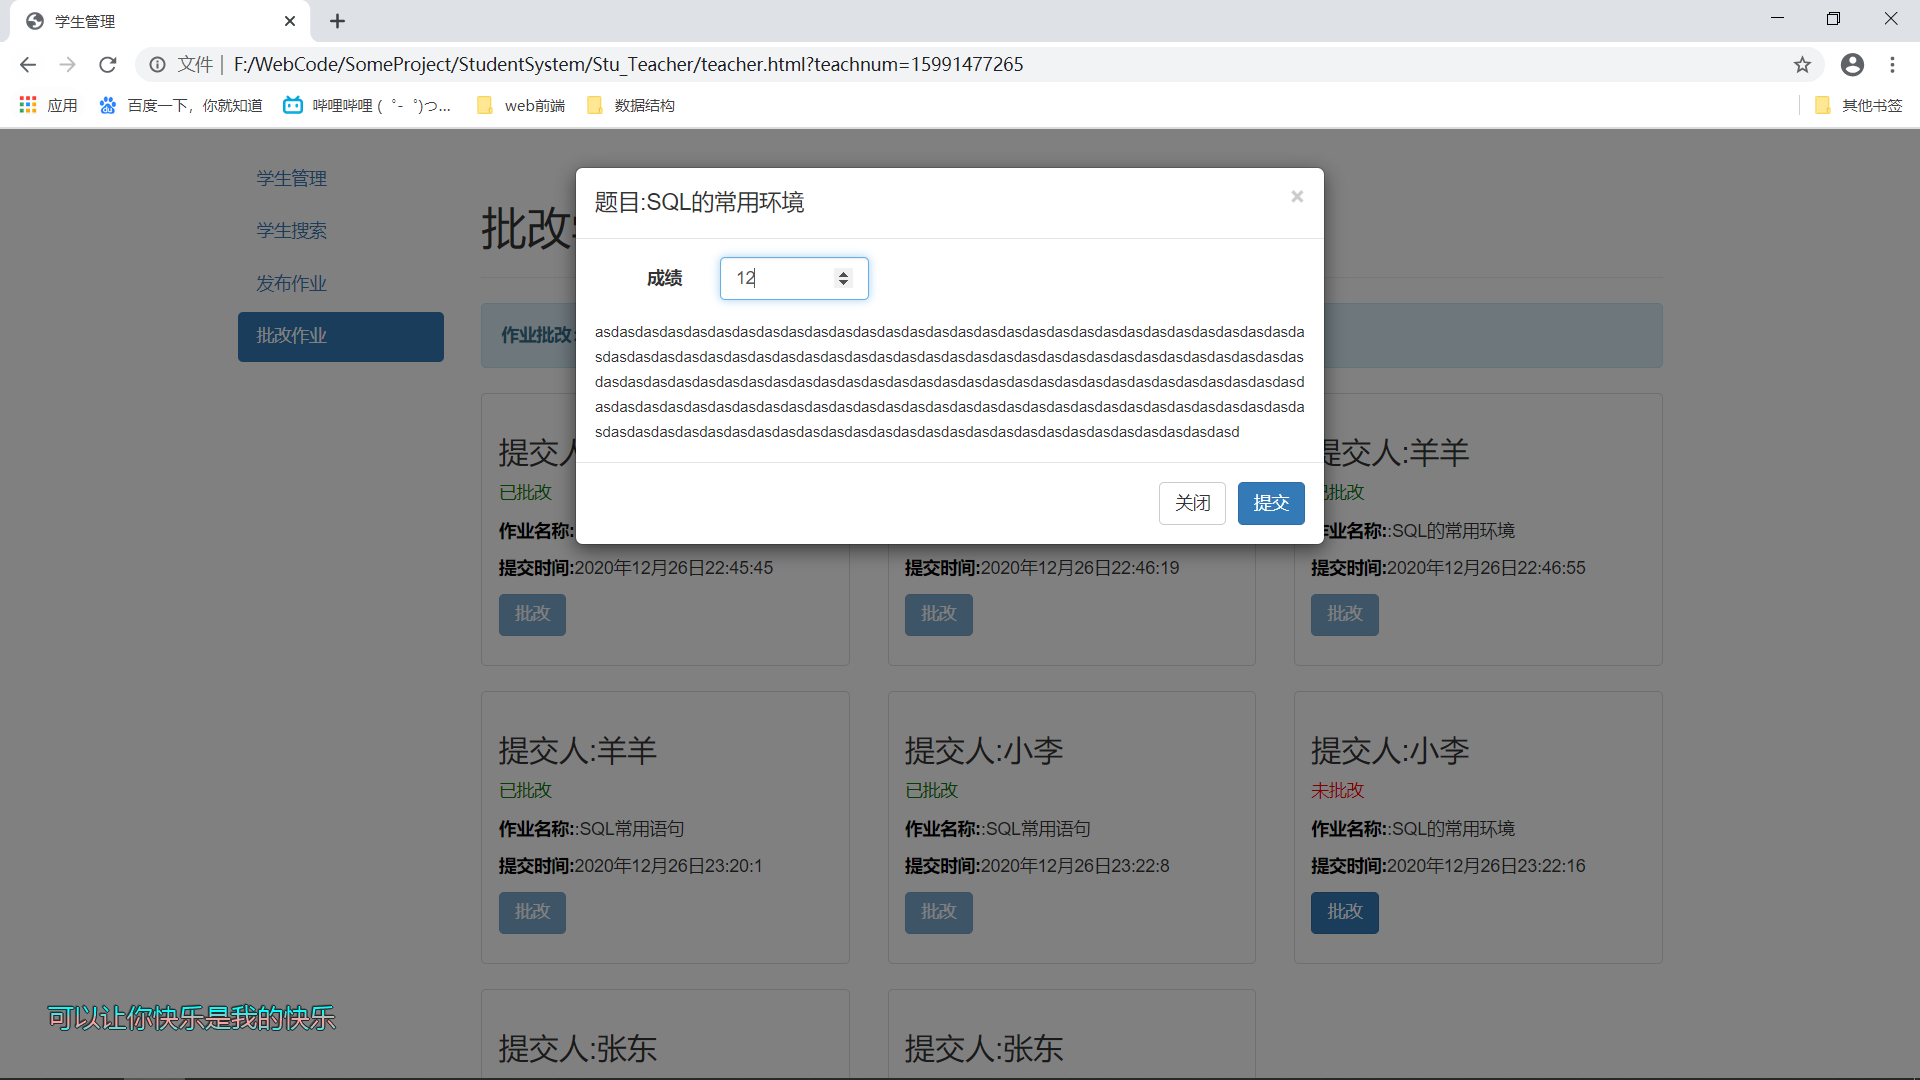 学生管理
文件 | F:/WebCode/SomeProject/StudentSystem/Stu_Teacher/teacher.html?teachnum=15991477265
应用 百度一下，你就知道 哔哩哔哩 ( ゜- ゜)つ... web前端 数据结构 其他书签
学生管理
学生搜索
发布作业
批改作业
批改
题目:SQL的常用环境 ×
成绩 12
作业批改:
asdasdasdasdasdasdasdasdasdasdasdasdasdasdasdasdasdasdasdasdasdasdasdasdasdasdasdasdasda
sdasdasdasdasdasdasdasdasdasdasdasdasdasdasdasdasdasdasdasdasdasdasdasdasdasdasdasdasdas
dasdasdasdasdasdasdasdasdasdasdasdasdasdasdasdasdasdasdasdasdasdasdasdasdasdasdasdasdasd
asdasdasdasdasdasdasdasdasdasdasdasdasdasdasdasdasdasdasdasdasdasdasdasdasdasdasdasdasda
sdasdasdasdasdasdasdasdasdasdasdasdasdasdasdasdasdasdasdasdasdasdasdasdasdasdasd
关闭 提交
提交人
已批改
作业名称:
提交时间:2020年12月26日22:45:45
批改
提交时间:2020年12月26日22:46:19
批改
提交人:羊羊
已批改
作业名称::SQL的常用环境
提交时间:2020年12月26日22:46:55
批改
提交人:羊羊
已批改
作业名称::SQL常用语句
提交时间:2020年12月26日23:20:1
批改
提交人:小李
已批改
作业名称::SQL常用语句
提交时间:2020年12月26日23:22:8
批改
提交人:小李
未批改
作业名称::SQL的常用环境
提交时间:2020年12月26日23:22:16
批改
提交人:张东
提交人:张东
可以让你快乐是我的快乐